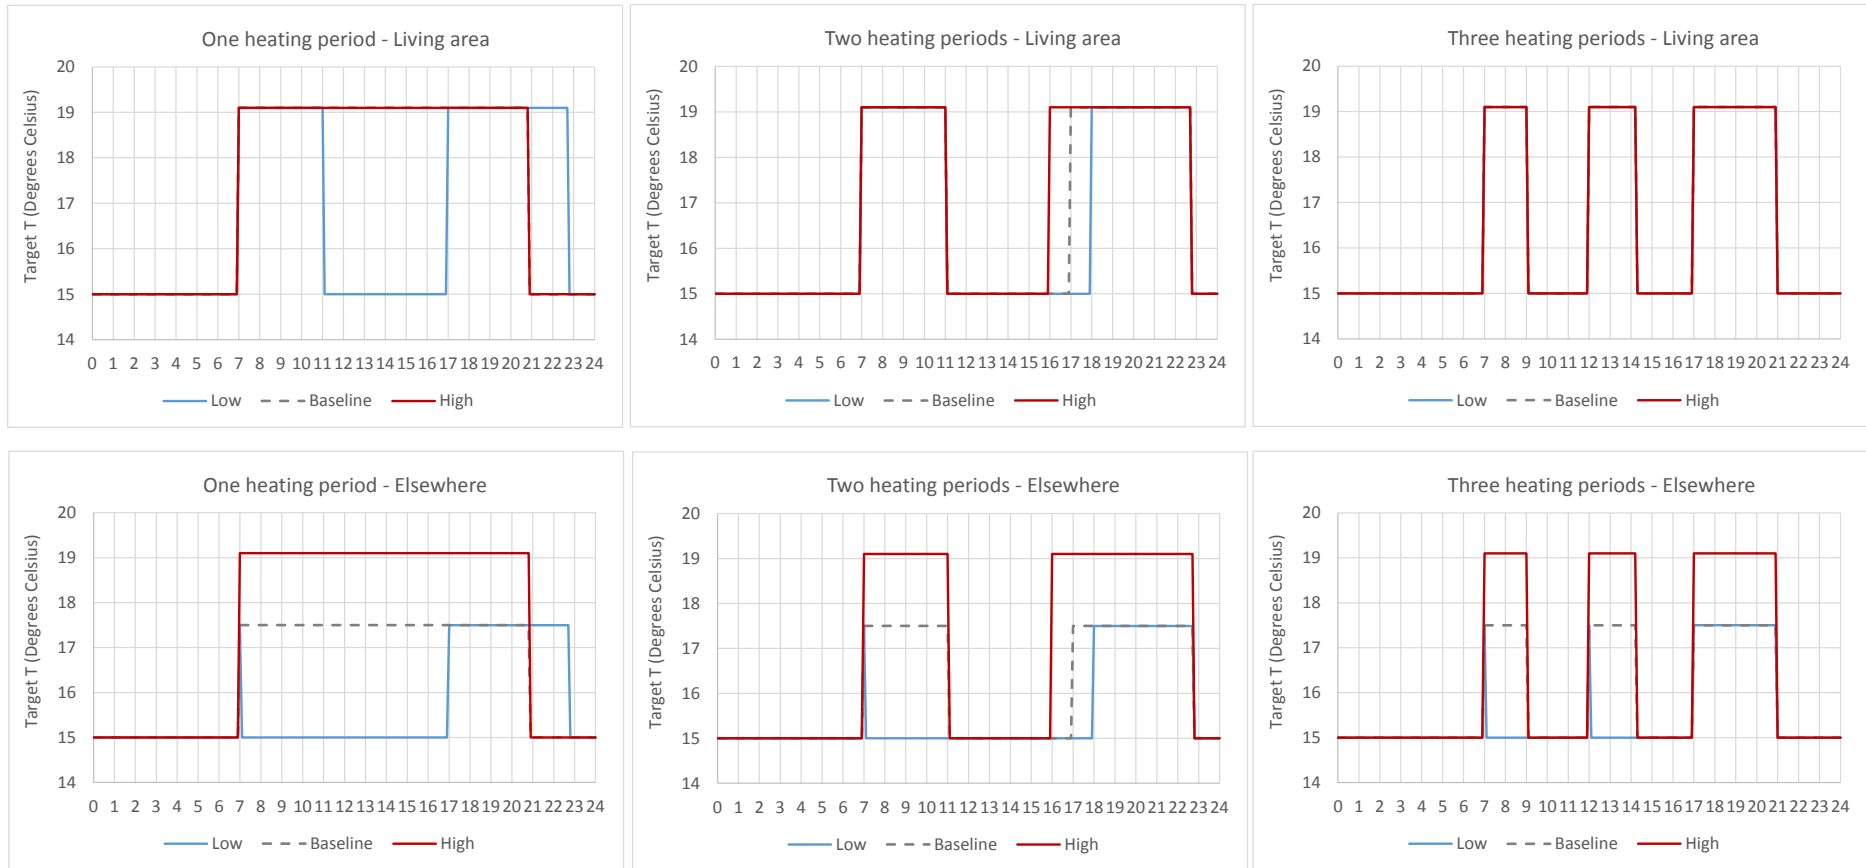 One heating period - Living area
Target T (Degrees Celsius)
20
19
18
17
16
15
14
0 1 2 3 4 5 6 7 8 9 10 11 12 13 14 15 16 17 18 19 20 21 22 23 24
Low Baseline High
Two heating periods - Living area
Target T (Degrees Celsius)
20
19
18
17
16
15
14
0 1 2 3 4 5 6 7 8 9 10 11 12 13 14 15 16 17 18 19 20 21 22 23 24
Low Baseline High
Three heating periods - Living area
Target T (Degrees Celsius)
20
19
18
17
16
15
14
0 1 2 3 4 5 6 7 8 9 10 11 12 13 14 15 16 17 18 19 20 21 22 23 24
Low Baseline High
One heating period - Elsewhere
Target T (Degrees Celsius)
20
19
18
17
16
15
14
0 1 2 3 4 5 6 7 8 9 10 11 12 13 14 15 16 17 18 19 20 21 22 23 24
Low Baseline High
Two heating periods - Elsewhere
Target T (Degrees Celsius)
20
19
18
17
16
15
14
0 1 2 3 4 5 6 7 8 9 10 11 12 13 14 15 16 17 18 19 20 21 22 23 24
Low Baseline High
Three heating periods - Elsewhere
Target T (Degrees Celsius)
20
19
18
17
16
15
14
0 1 2 3 4 5 6 7 8 9 10 11 12 13 14 15 16 17 18 19 20 21 22 23 24
Low Baseline High